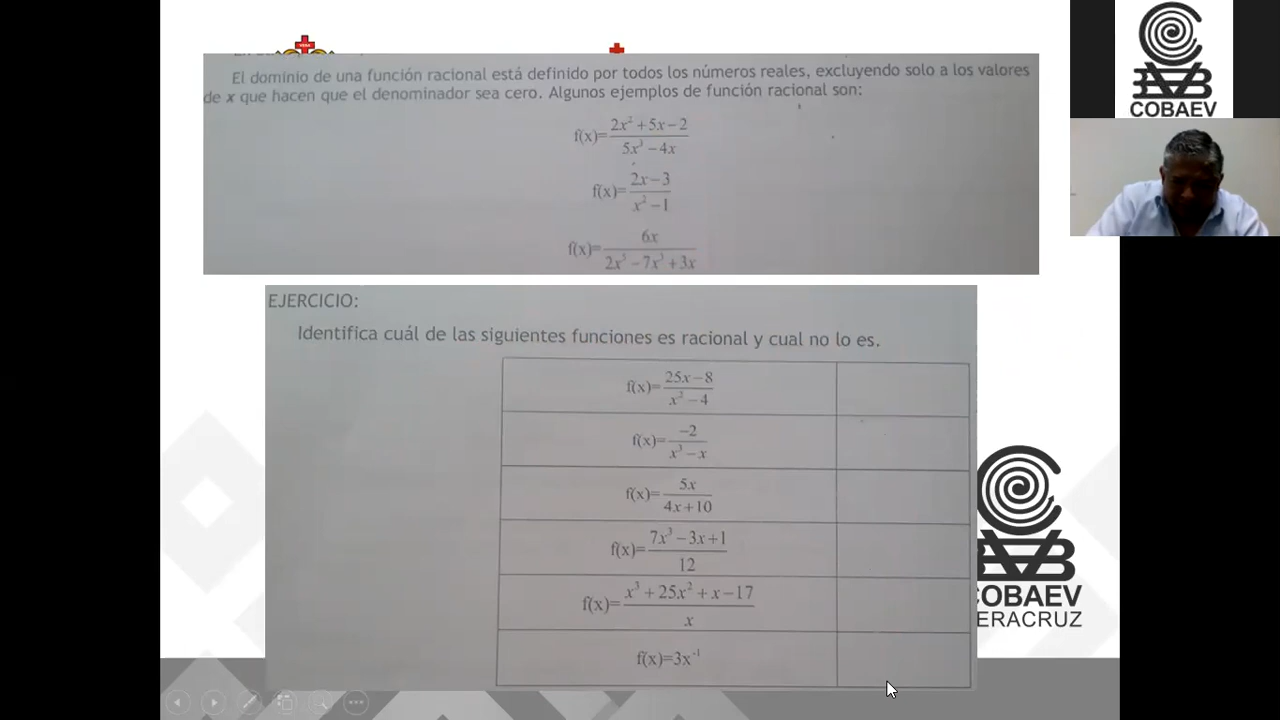 El dominio de una función racional está definido por todos los números reales, excluyendo solo a los valores
de x que hacen que el denominador sea cero. Algunos ejemplos de función racional son:
f(x)=2x²+5x−2
5x³−4x
f(x)=2x−3
x²−1
f(x)=6x
2x⁵−7x³+3x
EJERCICIO:
Identifica cuál de las siguientes funciones es racional y cual no lo es.
f(x)=25x−8
x²−4
f(x)=−2
x³−x
f(x)=5x
4x+10
f(x)=7x³−3x+1
12
f(x)=x³+25x²+x−17
x
f(x)=3x⁻¹
COBAEV
COBAEV
VERACRUZ